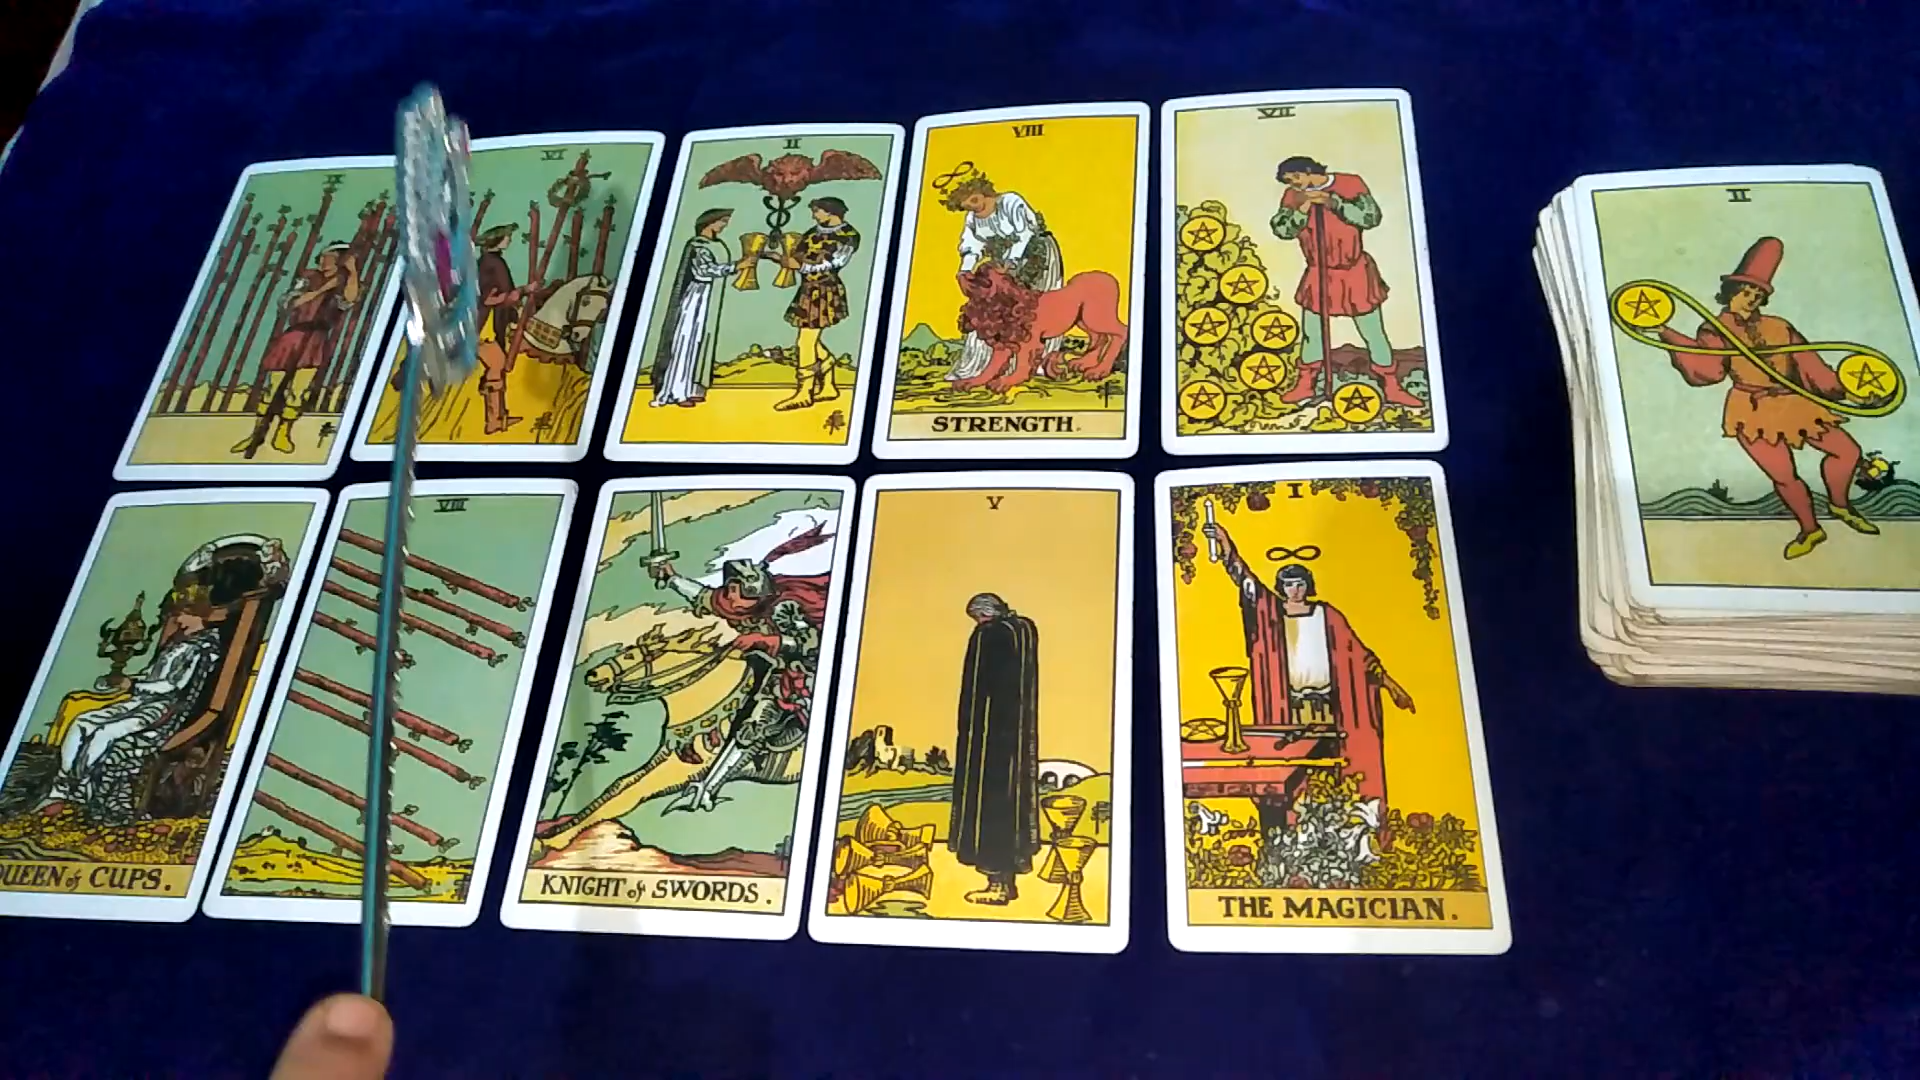 IX
VI
II
VIII
STRENGTH.
VII
II
QUEEN of CUPS.
VIII
KNIGHT of SWORDS.
V
I
THE MAGICIAN.